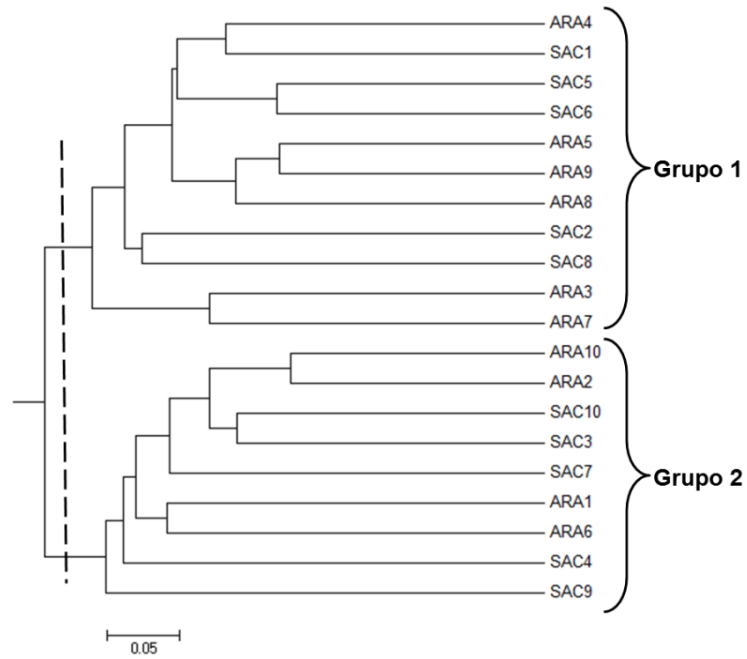 ARA4
SAC1
SAC5
SAC6
ARA5
ARA9
ARA8
SAC2
SAC8
ARA3
ARA7
Grupo 1
ARA10
ARA2
SAC10
SAC3
SAC7
ARA1
ARA6
SAC4
SAC9
Grupo 2
0.05